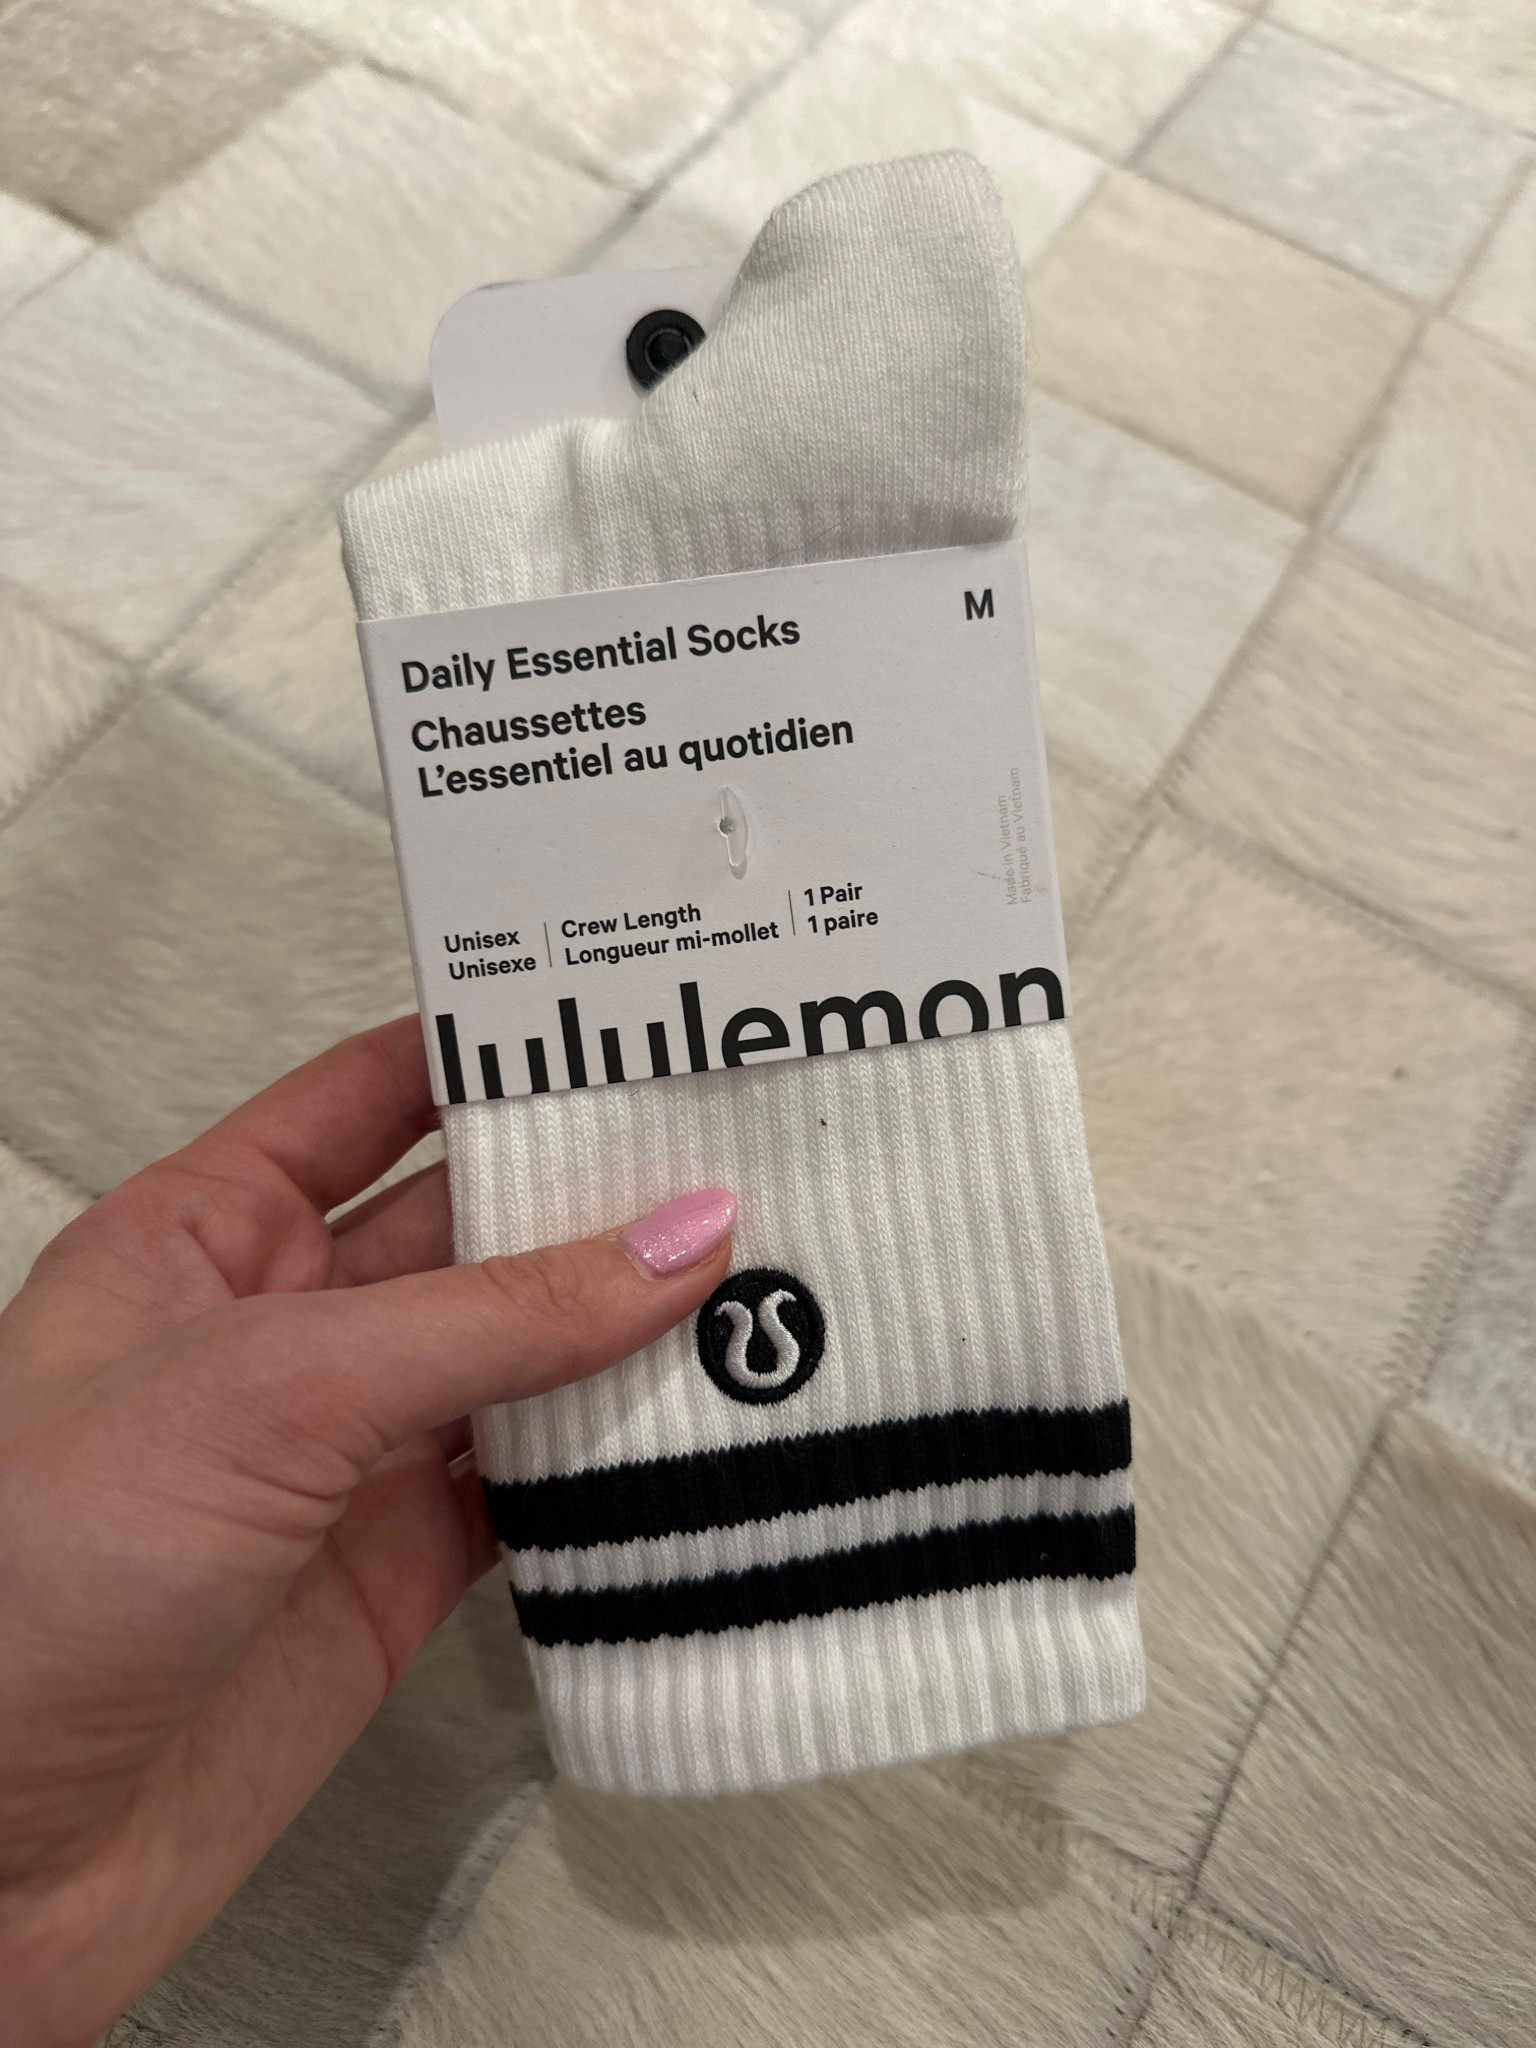 M
Daily Essential Socks
Chaussettes
L'essentiel au quotidien
Made in Vietnam
Fabriqué au Vietnam
Unisex
Unisexe
Crew Length
Longueur mi-mollet
1 Pair
1 paire
lululemon